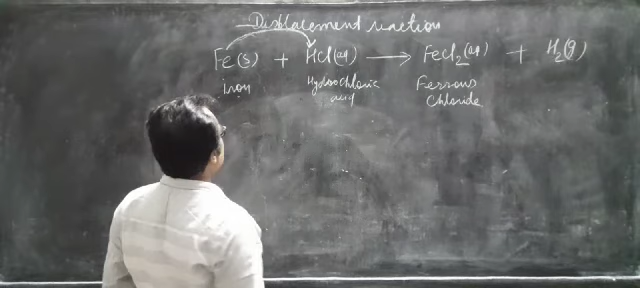 Displacement reaction
Fe(s) + HCl(aq) → FeCl₂(aq) + H₂(g)
iron Hydrochloric Ferrous
acid Chloride